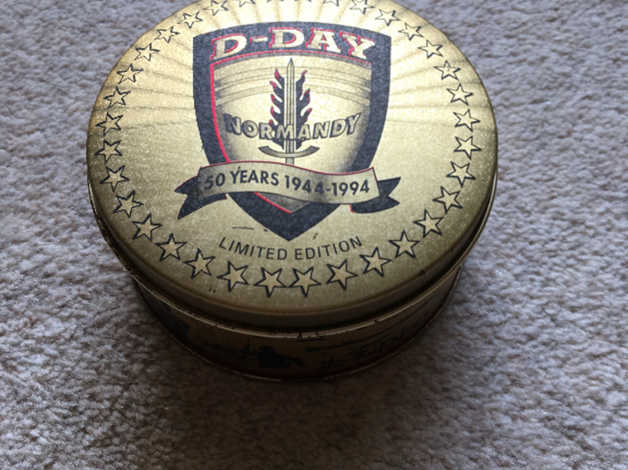 D-DAY
NORMANDY
50 YEARS 1944-1994
LIMITED EDITION